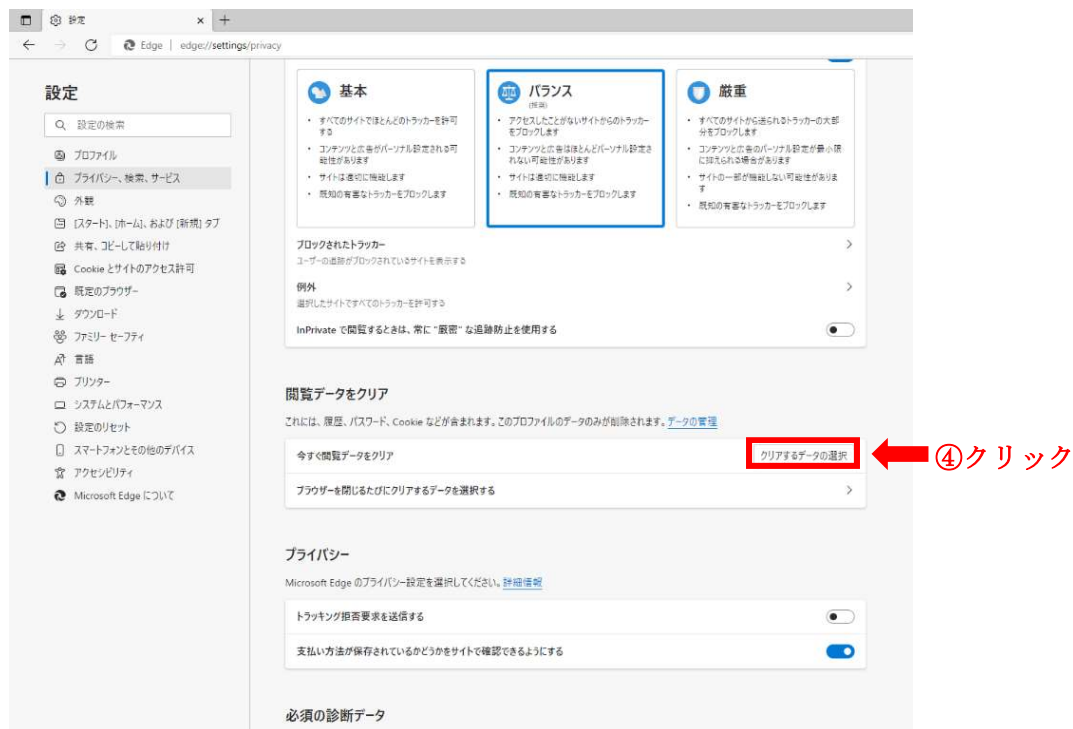 設定
Edge | edge://settings/privacy
設定
設定の検索
プロファイル
プライバシー、検索、サービス
外観
[スタート]、[ホーム]、および [新規] タブ
共有、コピーして貼り付け
Cookie とサイトのアクセス許可
既定のブラウザー
ダウンロード
ファミリー セーフティ
言語
プリンター
システムとパフォーマンス
設定のリセット
スマートフォンとその他のデバイス
アクセシビリティ
Microsoft Edge について
基本
・ すべてのサイトでほとんどのトラッカーを許可
する
・ コンテンツと広告がパーソナル設定される可
能性があります
・ サイトは適切に機能します
・ 既知の有害なトラッカーをブロックします
バランス
(推奨)
・ アクセスしたことがないサイトからのトラッカー
をブロックします
・ コンテンツと広告はほとんどパーソナル設定さ
れない可能性があります
・ サイトは適切に機能します
・ 既知の有害なトラッカーをブロックします
厳重
・ すべてのサイトから送られるトラッカーの大部
分をブロックします
・ コンテンツと広告のパーソナル設定が最小限
に抑えられる場合があります
・ サイトの一部が機能しない可能性がありま
す
・ 既知の有害なトラッカーをブロックします
ブロックされたトラッカー
ユーザーの追跡がブロックされているサイトを表示する
例外
選択したサイトですべてのトラッカーを許可する
InPrivate で閲覧するときは、常に "厳密" な追跡防止を使用する
閲覧データをクリア
これには、履歴、パスワード、Cookie などが含まれます。このプロファイルのデータのみが削除されます。データの管理
今すぐ閲覧データをクリア
クリアするデータの選択
④クリック
ブラウザーを閉じるたびにクリアするデータを選択する
プライバシー
Microsoft Edge のプライバシー設定を選択してください。詳細情報
トラッキング拒否要求を送信する
支払い方法が保存されているかどうかをサイトで確認できるようにする
必須の診断データ